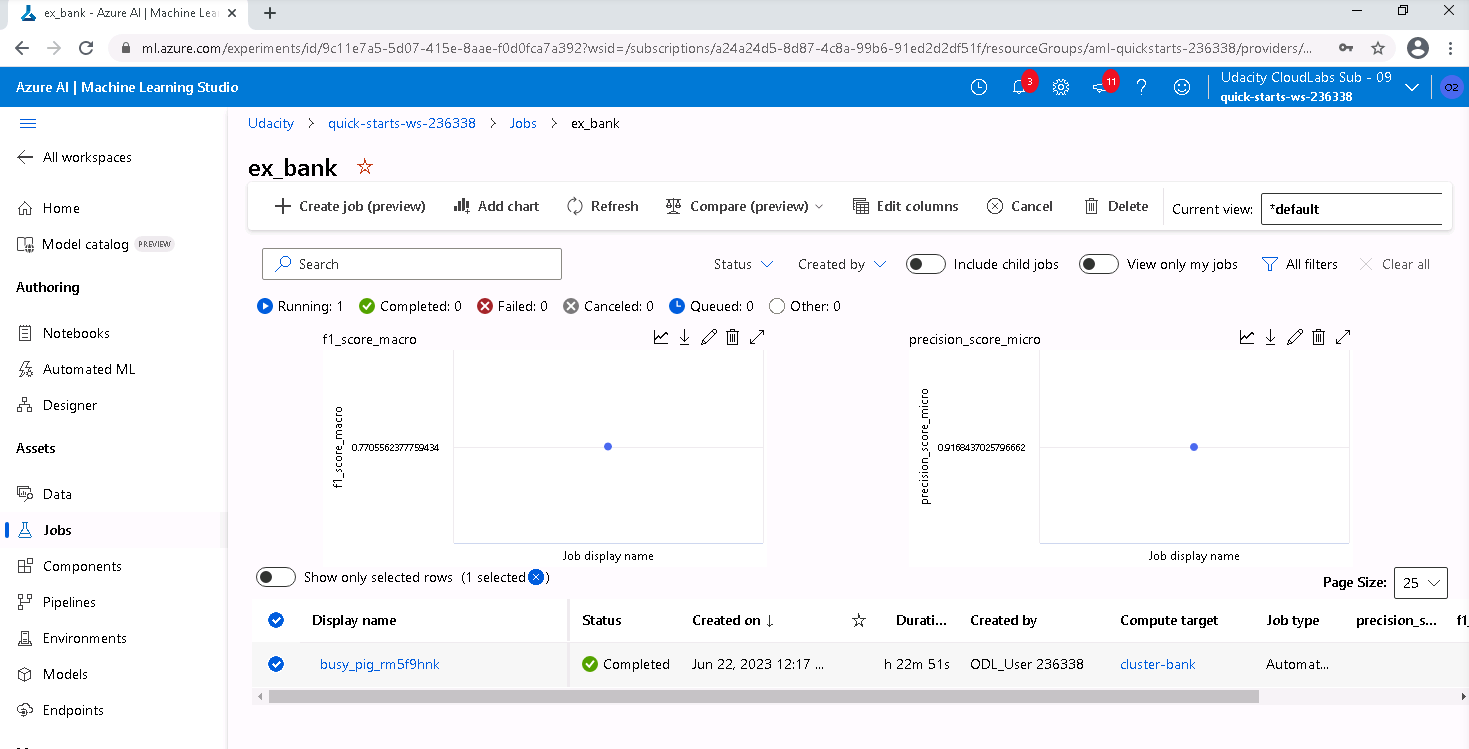 ex_bank - Azure AI | Machine Lea
ml.azure.com/experiments/id/9c11e7a5-5d07-415e-8aae-f0d0fca7a392?wsid=/subscriptions/a24a24d5-8d87-4c8a-99b6-91ed2d2df51f/resourceGroups/aml-quickstarts-236338/providers/...
Azure AI | Machine Learning Studio
3
11
Udacity CloudLabs Sub - 09
quick-starts-ws-236338
O2
Udacity > quick-starts-ws-236338 > Jobs > ex_bank
All workspaces
Home
Model catalog PREVIEW
Authoring
Notebooks
Automated ML
Designer
Assets
Data
Jobs
Components
Pipelines
Environments
Models
Endpoints
ex_bank
Create job (preview) Add chart Refresh Compare (preview) Edit columns Cancel Delete Current view: *default
Search Status Created by Include child jobs View only my jobs All filters Clear all
Running: 1 Completed: 0 Failed: 0 Canceled: 0 Queued: 0 Other: 0
f1_score_macro
f1_score_macro
0.7705562377759434
Job display name
precision_score_micro
precision_score_micro
0.9168437025796662
Job display name
Show only selected rows (1 selected )
Page Size: 25
Display name Status Created on ↓ Durati... Created by Compute target Job type precision_s... f1_
busy_pig_rm5f9hnk Completed Jun 22, 2023 12:17 ... h 22m 51s ODL_User 236338 cluster-bank Automat...